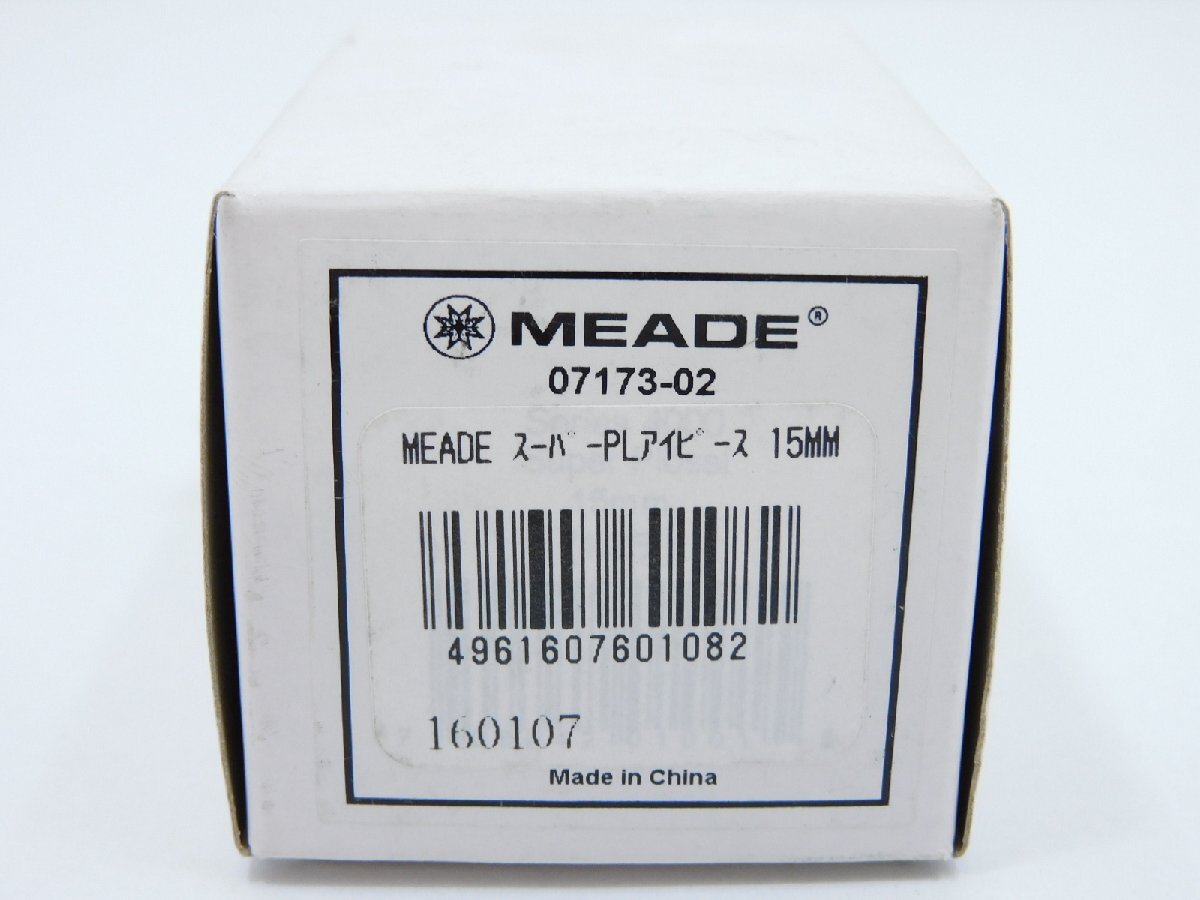 MEADE®
07173-02
MEADE ｽｰﾊﾟｰPLｱｲﾋﾟｰｽ 15MM
4961607601082
160107
Made in China